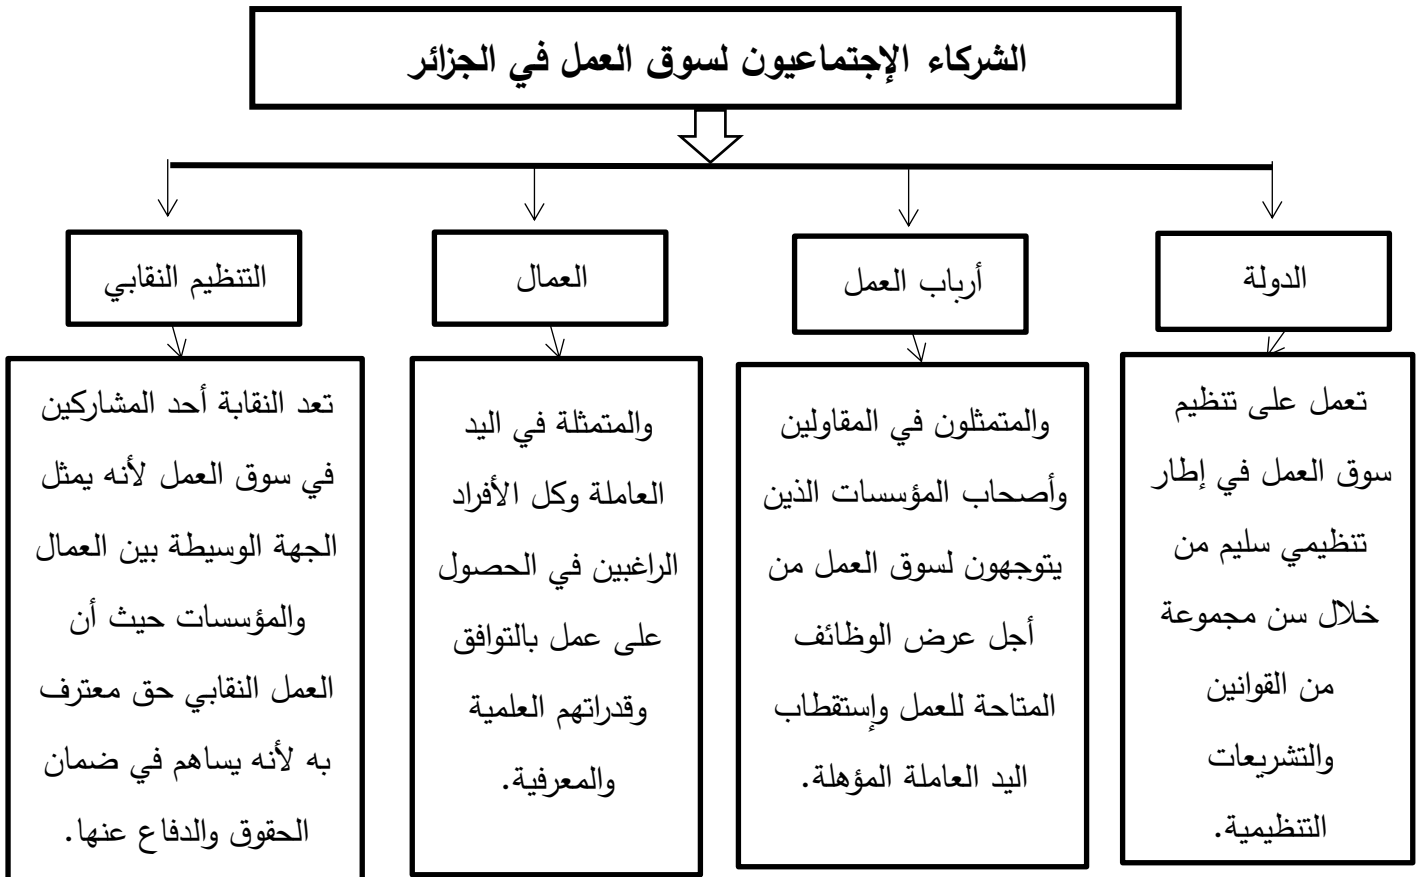 الشركاء الإجتماعيون لسوق العمل في الجزائر
الدولة
أرباب العمل
العمال
التنظيم النقابي
تعمل على تنظيم
سوق العمل في إطار
تنظيمي سليم من
خلال سن مجموعة
من القوانين
والتشريعات
التنظيمية.
والمتمثلون في المقاولين
وأصحاب المؤسسات الذين
يتوجهون لسوق العمل من
أجل عرض الوظائف
المتاحة للعمل وإستقطاب
اليد العاملة المؤهلة.
والمتمثلة في اليد
العاملة وكل الأفراد
الراغبين في الحصول
على عمل بالتوافق
وقدراتهم العلمية
والمعرفية.
تعد النقابة أحد المشاركين
في سوق العمل لأنه يمثل
الجهة الوسيطة بين العمال
والمؤسسات حيث أن
العمل النقابي حق معترف
به لأنه يساهم في ضمان
الحقوق والدفاع عنها.